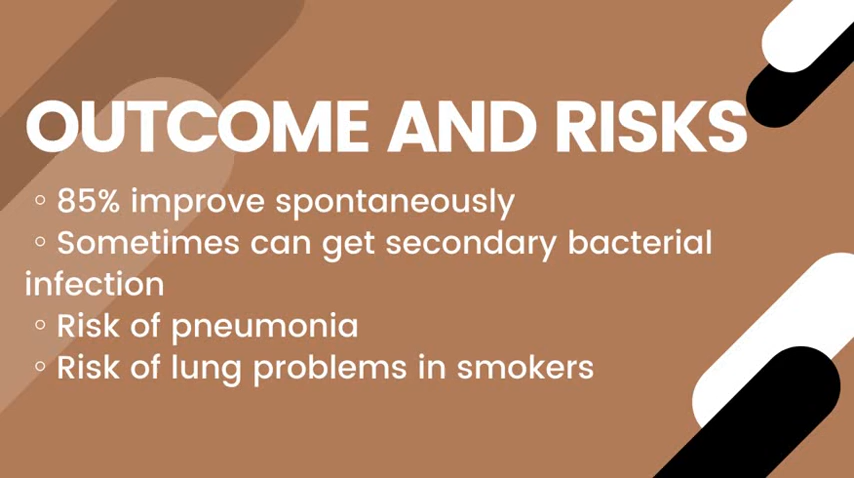 OUTCOME AND RISKS
◦ 85% improve spontaneously
◦ Sometimes can get secondary bacterial
infection
◦ Risk of pneumonia
◦ Risk of lung problems in smokers